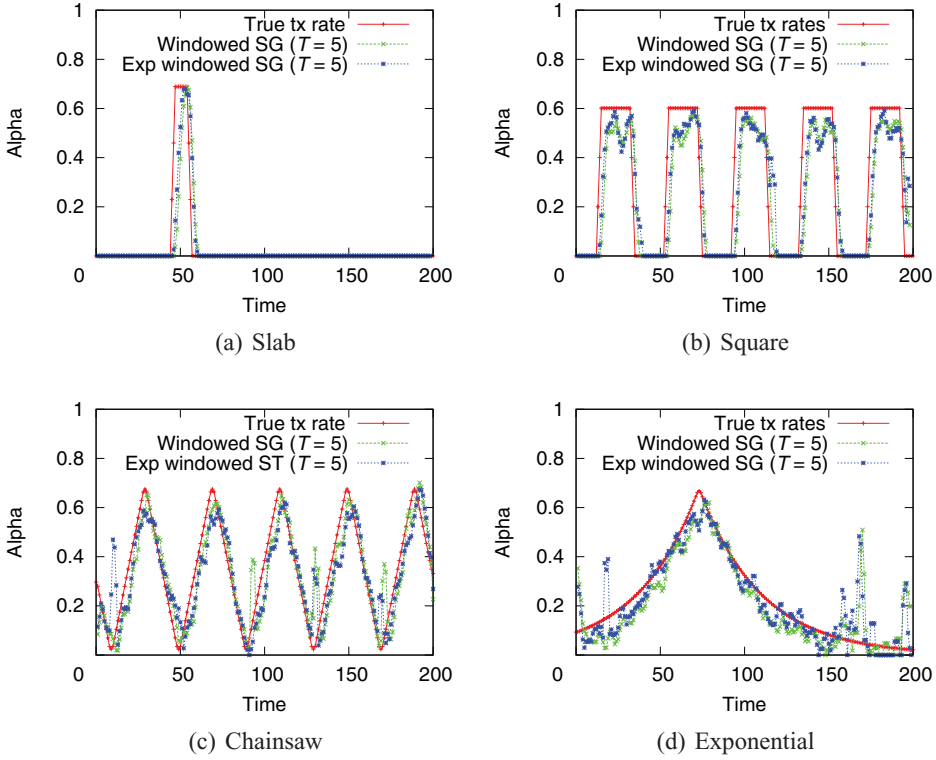 1
0.8
0.6
0.4
0.2
0
Alpha
True tx rate
Windowed SG (T = 5)
Exp windowed SG (T = 5)
0 50 100 150 200
Time
(a) Slab
1
0.8
0.6
0.4
0.2
0
Alpha
True tx rates
Windowed SG (T = 5)
Exp windowed SG (T = 5)
50 100 150 200
Time
(b) Square
1
0.8
0.6
0.4
0.2
0
Alpha
True tx rate
Windowed SG (T = 5)
Exp windowed ST (T = 5)
50 100 150 200
Time
(c) Chainsaw
1
0.8
0.6
0.4
0.2
0
Alpha
True tx rates
Windowed SG (T = 5)
Exp windowed SG (T = 5)
50 100 150 200
Time
(d) Exponential